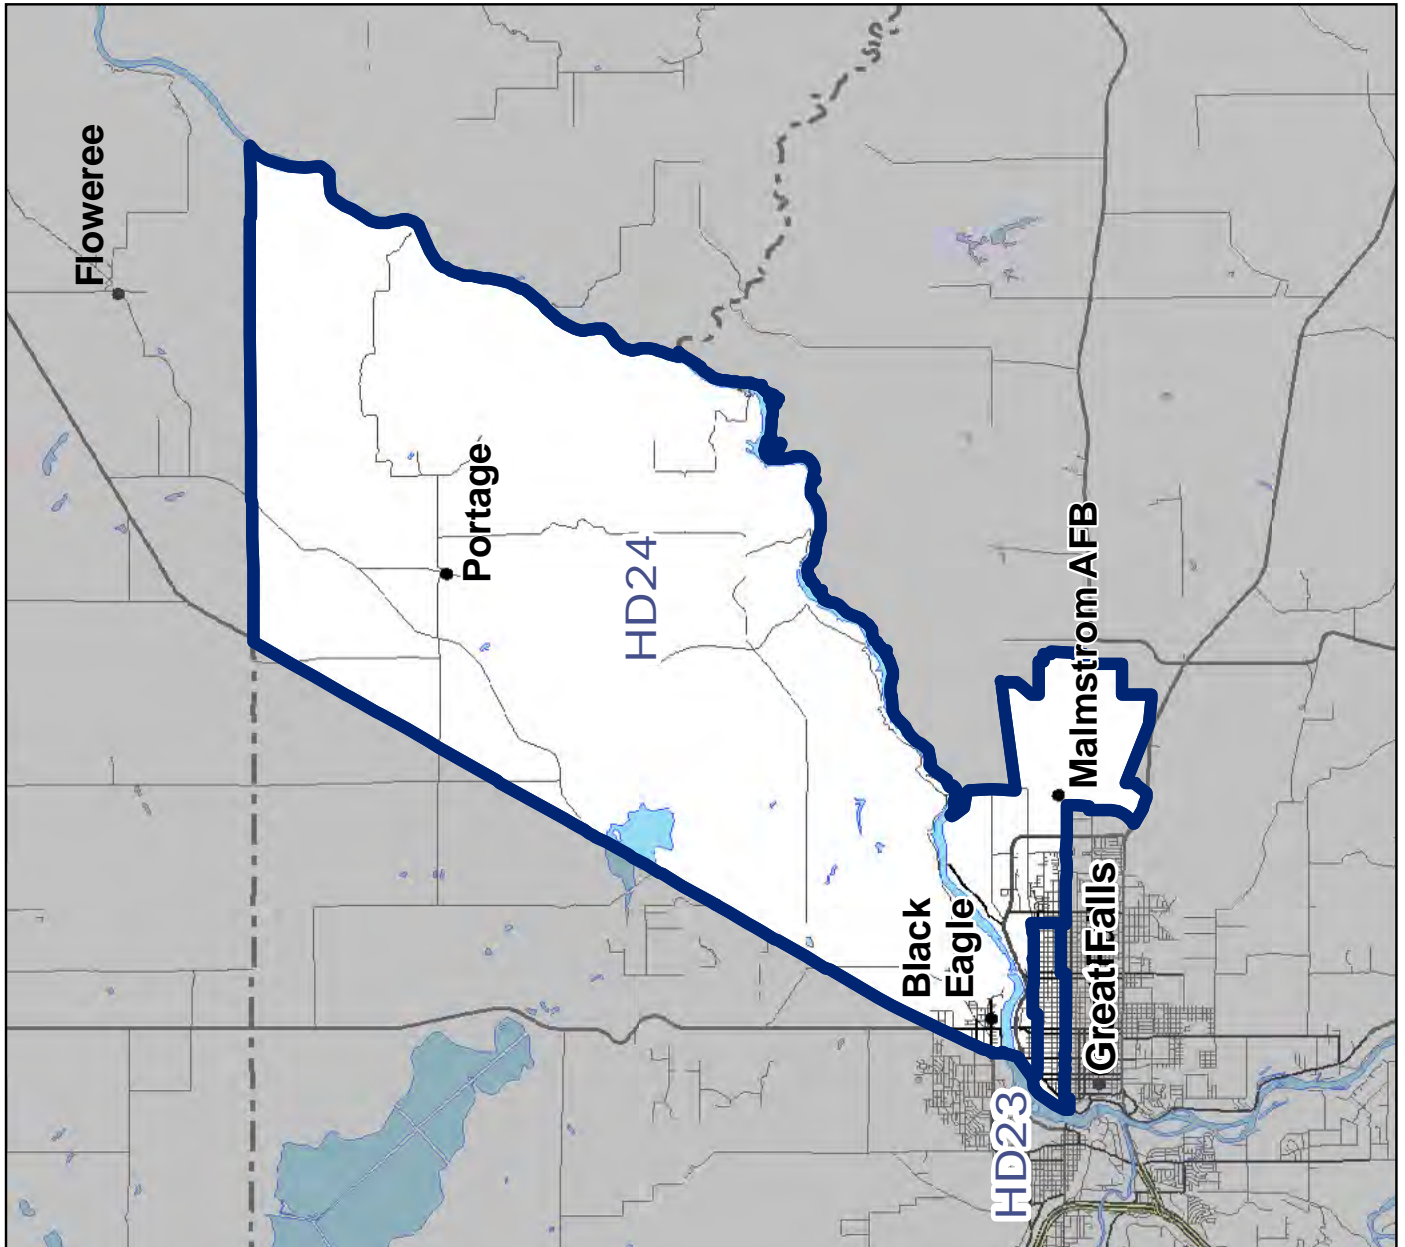 Floweree
Portage
HD24
Malmstrom AFB
Black
Eagle
Great Falls
HD23